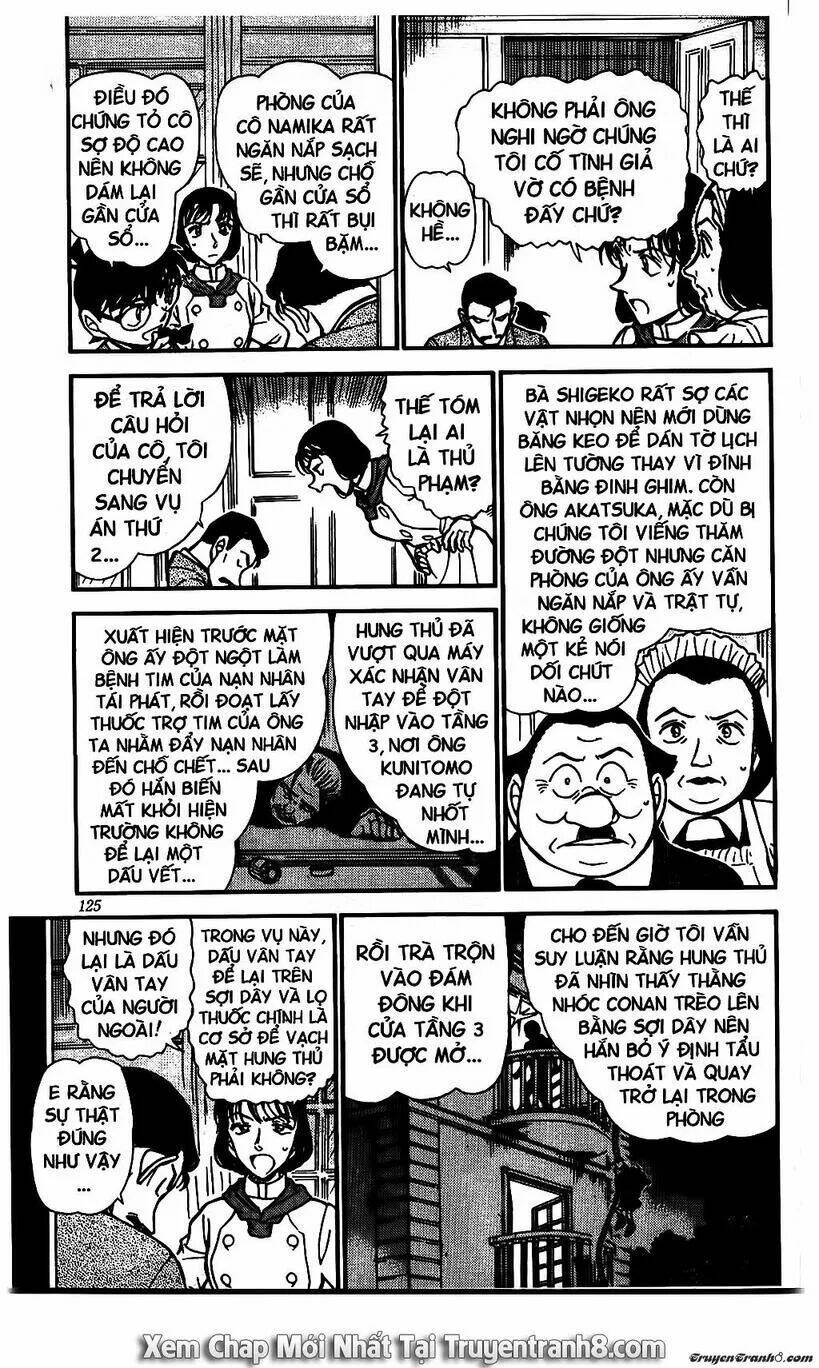 THẾ
THÌ
LÀ AI
CHỨ?
KHÔNG PHẢI ÔNG
NGHI NGỜ CHÚNG
TÔI CỐ TÌNH GIẢ
VỜ CÓ BỆNH
ĐẤY CHỨ?
KHÔNG
HỀ...
PHÒNG CỦA
CÔ NAMIKA RẤT
NGĂN NẮP SẠCH
SẼ, NHƯNG CHỖ
GẦN CỬA SỔ
THÌ RẤT BỤI
BẶM...
ĐIỀU ĐÓ
CHỨNG TỎ CÔ
SỢ ĐỘ CAO
NÊN KHÔNG
DÁM LẠI
GẦN CỬA
SỔ...
BÀ SHIGEKO RẤT SỢ CÁC
VẬT NHỌN NÊN MỚI DÙNG
BĂNG KEO ĐỂ DÁN TỜ LỊCH
LÊN TƯỜNG THAY VÌ ĐÍNH
BẰNG ĐINH GHIM. CÒN
ÔNG AKATSUKA, MẶC DÙ BỊ
CHÚNG TÔI VIẾNG THĂM
ĐƯỜNG ĐỘT NHƯNG CĂN
PHÒNG CỦA ÔNG ẤY VẪN
NGĂN NẮP VÀ TRẬT TỰ,
KHÔNG GIỐNG
MỘT KẺ NÓI
DỐI CHÚT
NÀO...
THẾ TÓM
LẠI AI
LÀ THỦ
PHẠM?
ĐỂ TRẢ LỜI
CÂU HỎI
CỦA CÔ, TÔI
CHUYỂN
SANG VỤ
ÁN THỨ
2...
HUNG THỦ ĐÃ
VƯỢT QUA MÁY
XÁC NHẬN VÂN
TAY ĐỂ ĐỘT
NHẬP VÀO TẦNG
3, NƠI ÔNG
KUNITOMO
ĐANG TỰ
NHỐT
MÌNH...
XUẤT HIỆN TRƯỚC MẶT
ÔNG ẤY ĐỘT NGỘT LÀM
BỆNH TIM CỦA NẠN NHÂN
TÁI PHÁT, RỒI ĐOẠT LẤY
THUỐC TRỢ TIM CỦA ÔNG
TA NHẰM ĐẨY NẠN NHÂN
ĐẾN CHỖ CHẾT... SAU
ĐÓ HẮN BIẾN
MẤT KHỎI HIỆN
TRƯỜNG KHÔNG
ĐỂ LẠI MỘT
DẤU VẾT...
125
CHO ĐẾN GIỜ TÔI VẪN
SUY LUẬN RẰNG HUNG THỦ
ĐÃ NHÌN THẤY THẰNG
NHÓC CONAN TRÈO LÊN
BẰNG SỢI DÂY NÊN
HẮN BỎ Ý ĐỊNH TẨU
THOÁT VÀ QUAY
TRỞ LẠI TRONG
PHÒNG
RỒI TRÀ TRỘN
VÀO ĐÁM
ĐÔNG KHI
CỬA TẦNG 3
ĐƯỢC MỞ...
TRONG VỤ NÀY,
DẤU VÂN TAY
ĐỂ LẠI TRÊN
SỢI DÂY VÀ LỌ
THUỐC CHÍNH LÀ
CƠ SỞ ĐỂ VẠCH
MẶT HUNG THỦ
PHẢI KHÔNG?
NHƯNG ĐÓ
LẠI LÀ DẤU
VÂN TAY
CỦA NGƯỜI
NGOÀI!
E RẰNG
SỰ THẬT
ĐÚNG
NHƯ VẬY
...
Xem Chap Mới Nhất Tại Truyentranh8.com
TruyenTranh8.com